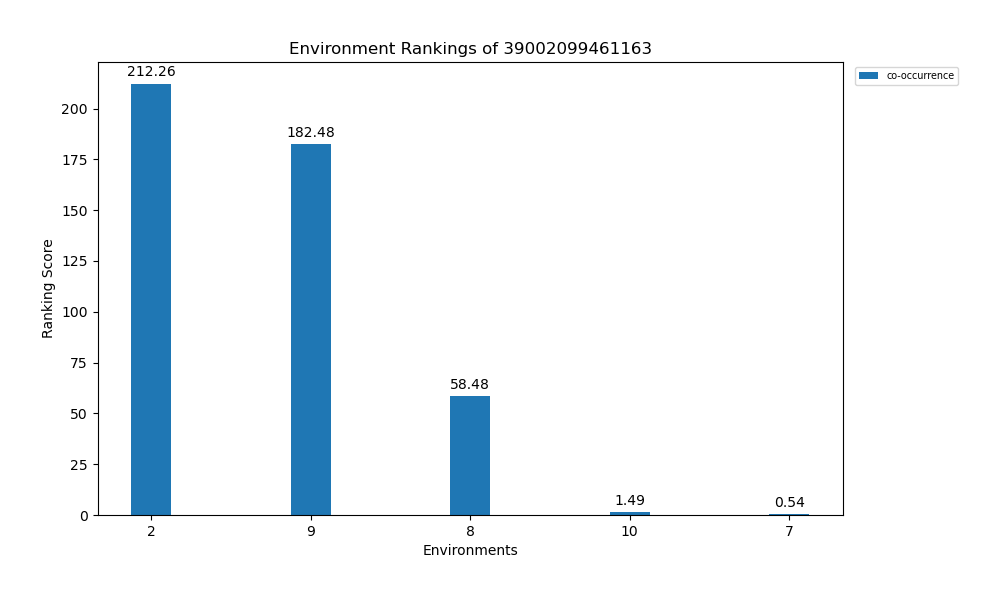 Environment Rankings of 39002099461163
co-occurrence
212.26
182.48
58.48
1.49
0.54
Ranking Score
200
175
150
125
100
75
50
25
0
2 9 8 10 7
Environments